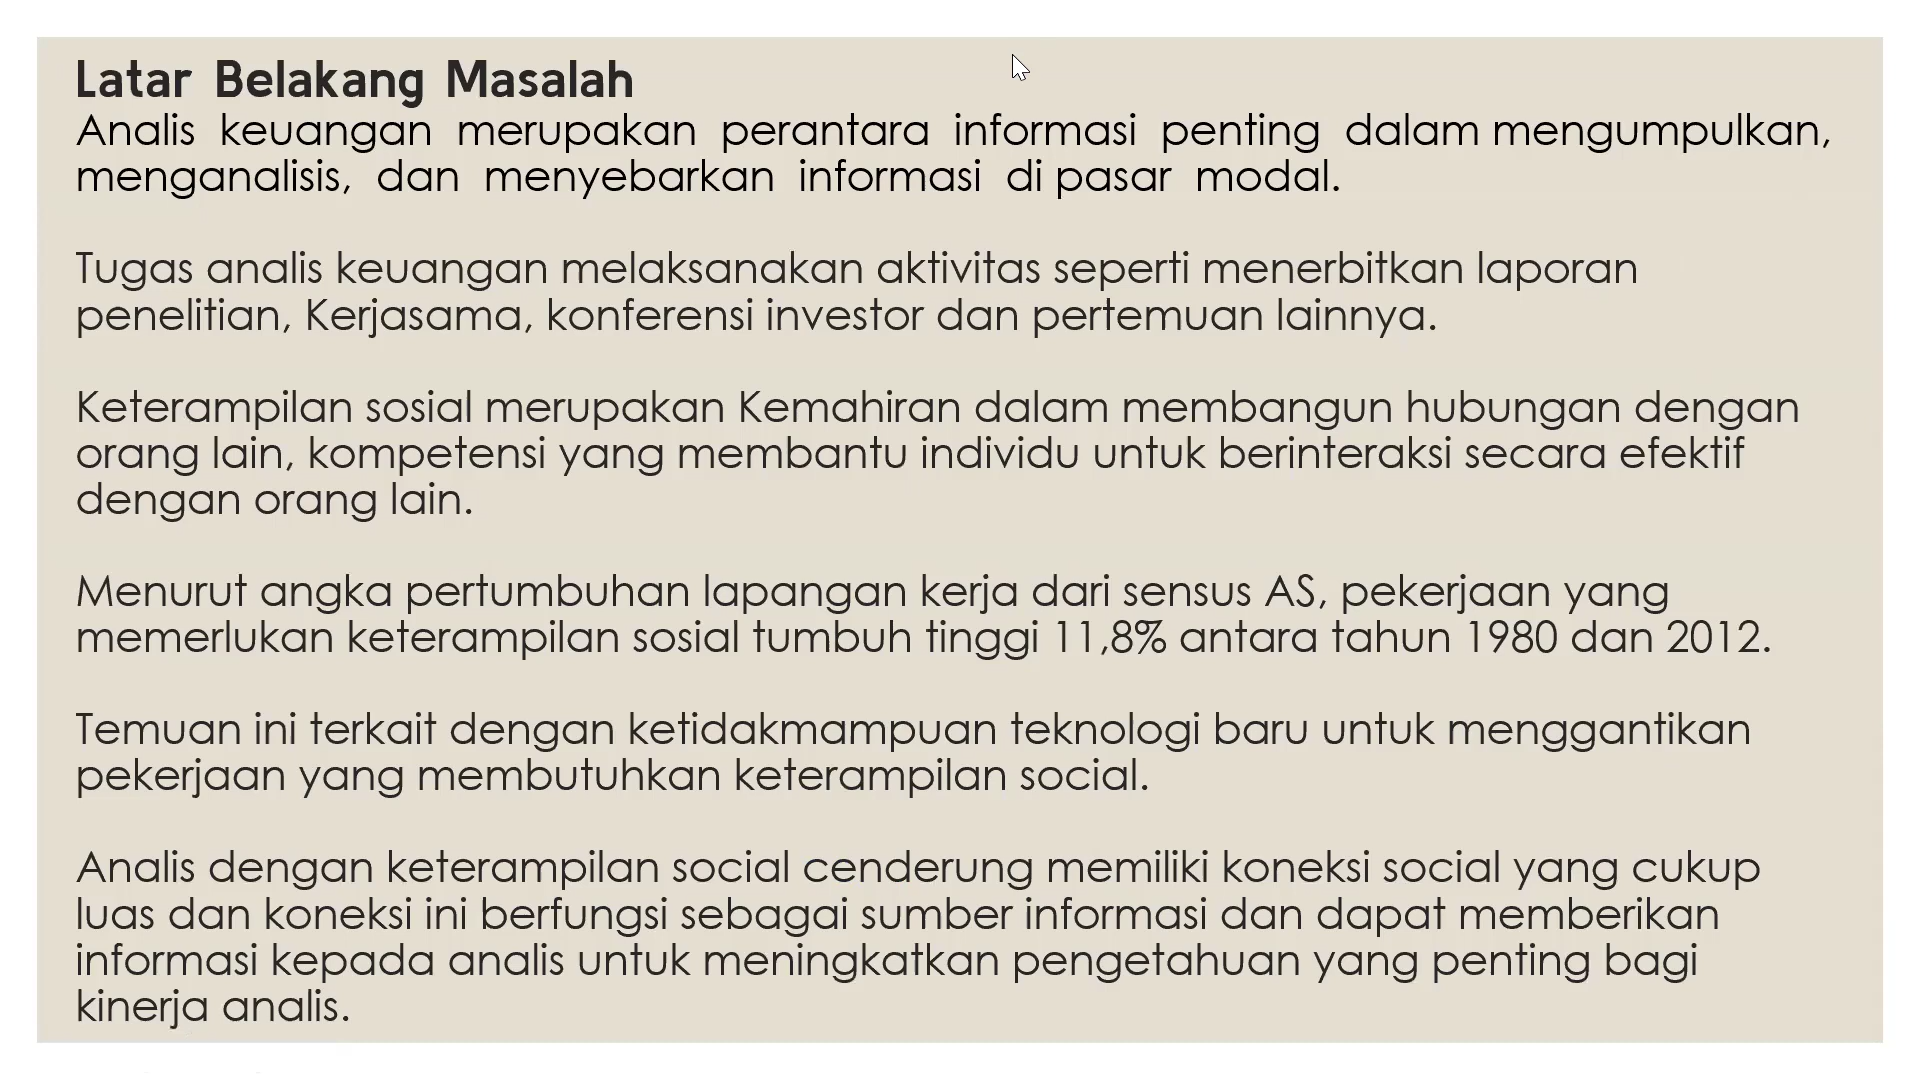 Latar Belakang Masalah
Analis keuangan merupakan perantara informasi penting dalam mengumpulkan,
menganalisis, dan menyebarkan informasi di pasar modal.
Tugas analis keuangan melaksanakan aktivitas seperti menerbitkan laporan
penelitian, Kerjasama, konferensi investor dan pertemuan lainnya.
Keterampilan sosial merupakan Kemahiran dalam membangun hubungan dengan
orang lain, kompetensi yang membantu individu untuk berinteraksi secara efektif
dengan orang lain.
Menurut angka pertumbuhan lapangan kerja dari sensus AS, pekerjaan yang
memerlukan keterampilan sosial tumbuh tinggi 11,8% antara tahun 1980 dan 2012.
Temuan ini terkait dengan ketidakmampuan teknologi baru untuk menggantikan
pekerjaan yang membutuhkan keterampilan social.
Analis dengan keterampilan social cenderung memiliki koneksi social yang cukup
luas dan koneksi ini berfungsi sebagai sumber informasi dan dapat memberikan
informasi kepada analis untuk meningkatkan pengetahuan yang penting bagi
kinerja analis.